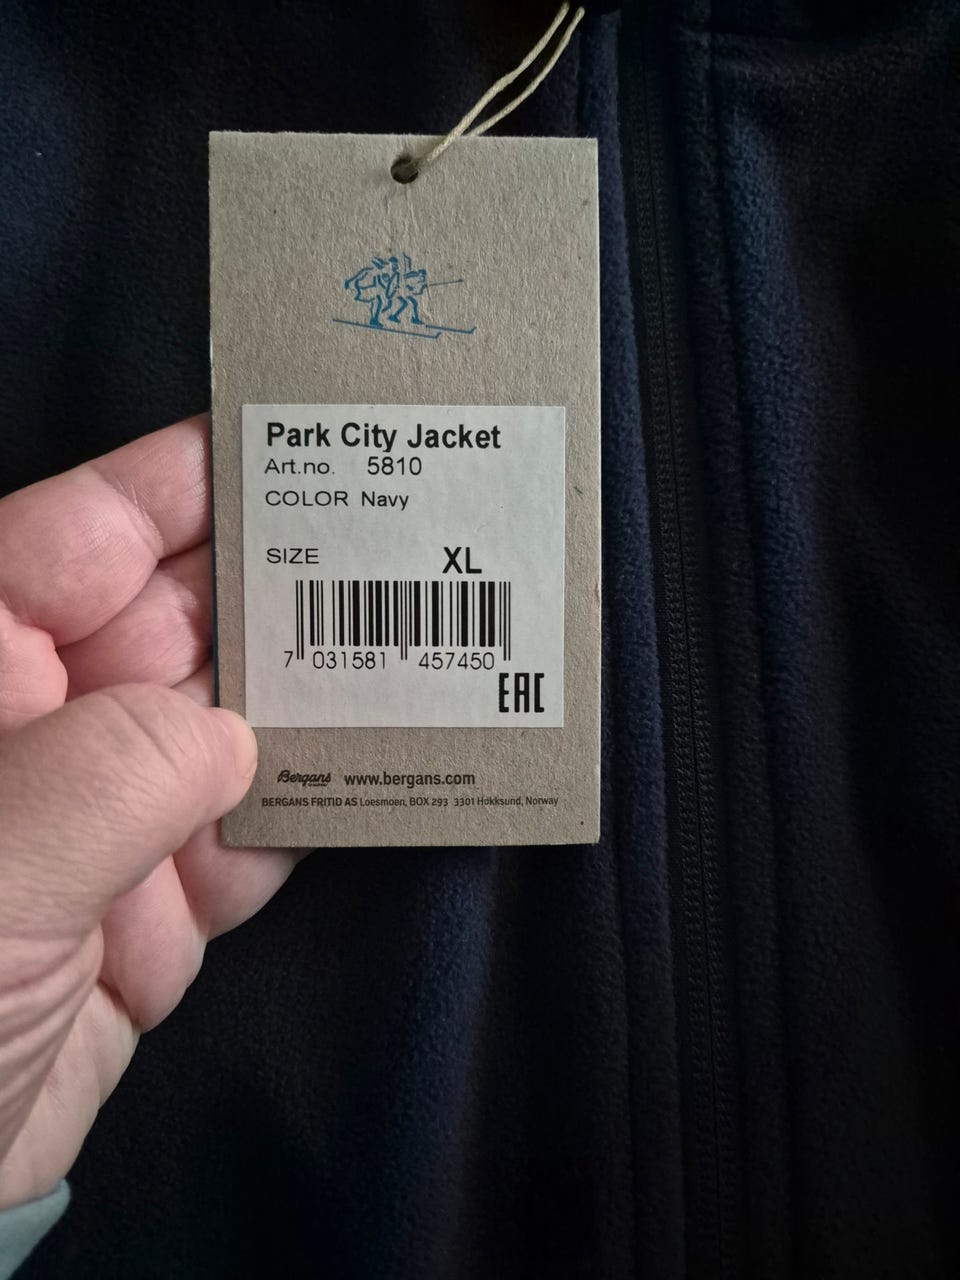 Park City Jacket
Art.no. 5810
COLOR Navy
SIZE XL
7 031581 457450
EAC
Bergans www.bergans.com
BERGANS FRITID AS Loesmoen, BOX 293 3301 Hokksund, Norway